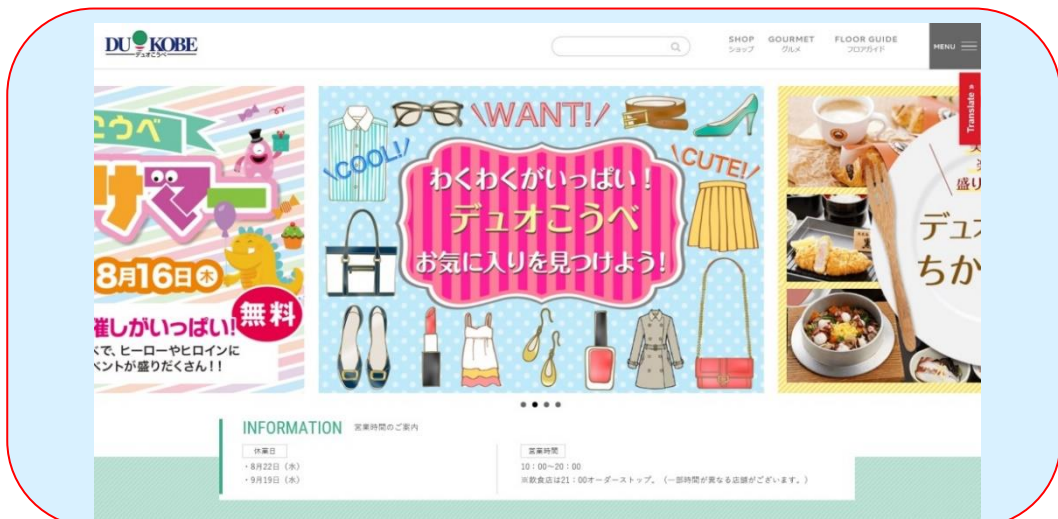 DUO KOBE
デュオこうべ
SHOP
ショップ
GOURMET
グルメ
FLOOR GUIDE
フロアガイド
MENU
Translate »
こうべ
サマー
8月16日木
無料
催しがいっぱい!
で、ヒーローやヒロインに
ベントが盛りだくさん!!
\WANT!/
\COOL!/
\CUTE!/
わくわくがいっぱい!
デュオこうべ
お気に入りを見つけよう!
盛り
デュ
ちか
INFORMATION 営業時間のご案内
休業日
・8月22日(水)
・9月19日(水)
営業時間
10:00~20:00
※飲食店は21:00オーダーストップ。(一部時間が異なる店舗がございます。)